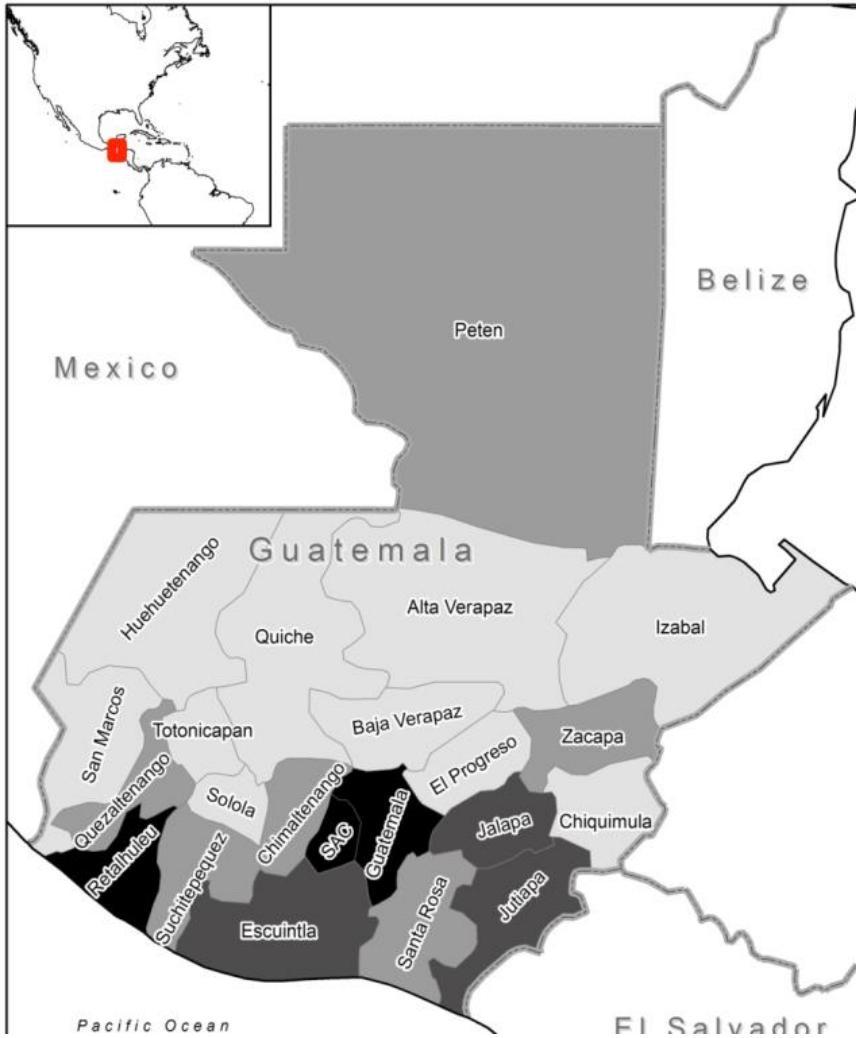 Belize
Peten
Mexico
Guatemala
Huehuetenango
Alta Verapaz
Quiche
Izabal
San Marcos
Totonicapan
Baja Verapaz
Zacapa
El Progreso
Quezaltenango
Solola
Chimaltenango
SAC
Guatemala
Jalapa
Chiquimula
Retalhuleu
Suchitepequez
Escuintla
Santa Rosa
Jutiapa
Pacific Ocean
El Salvador